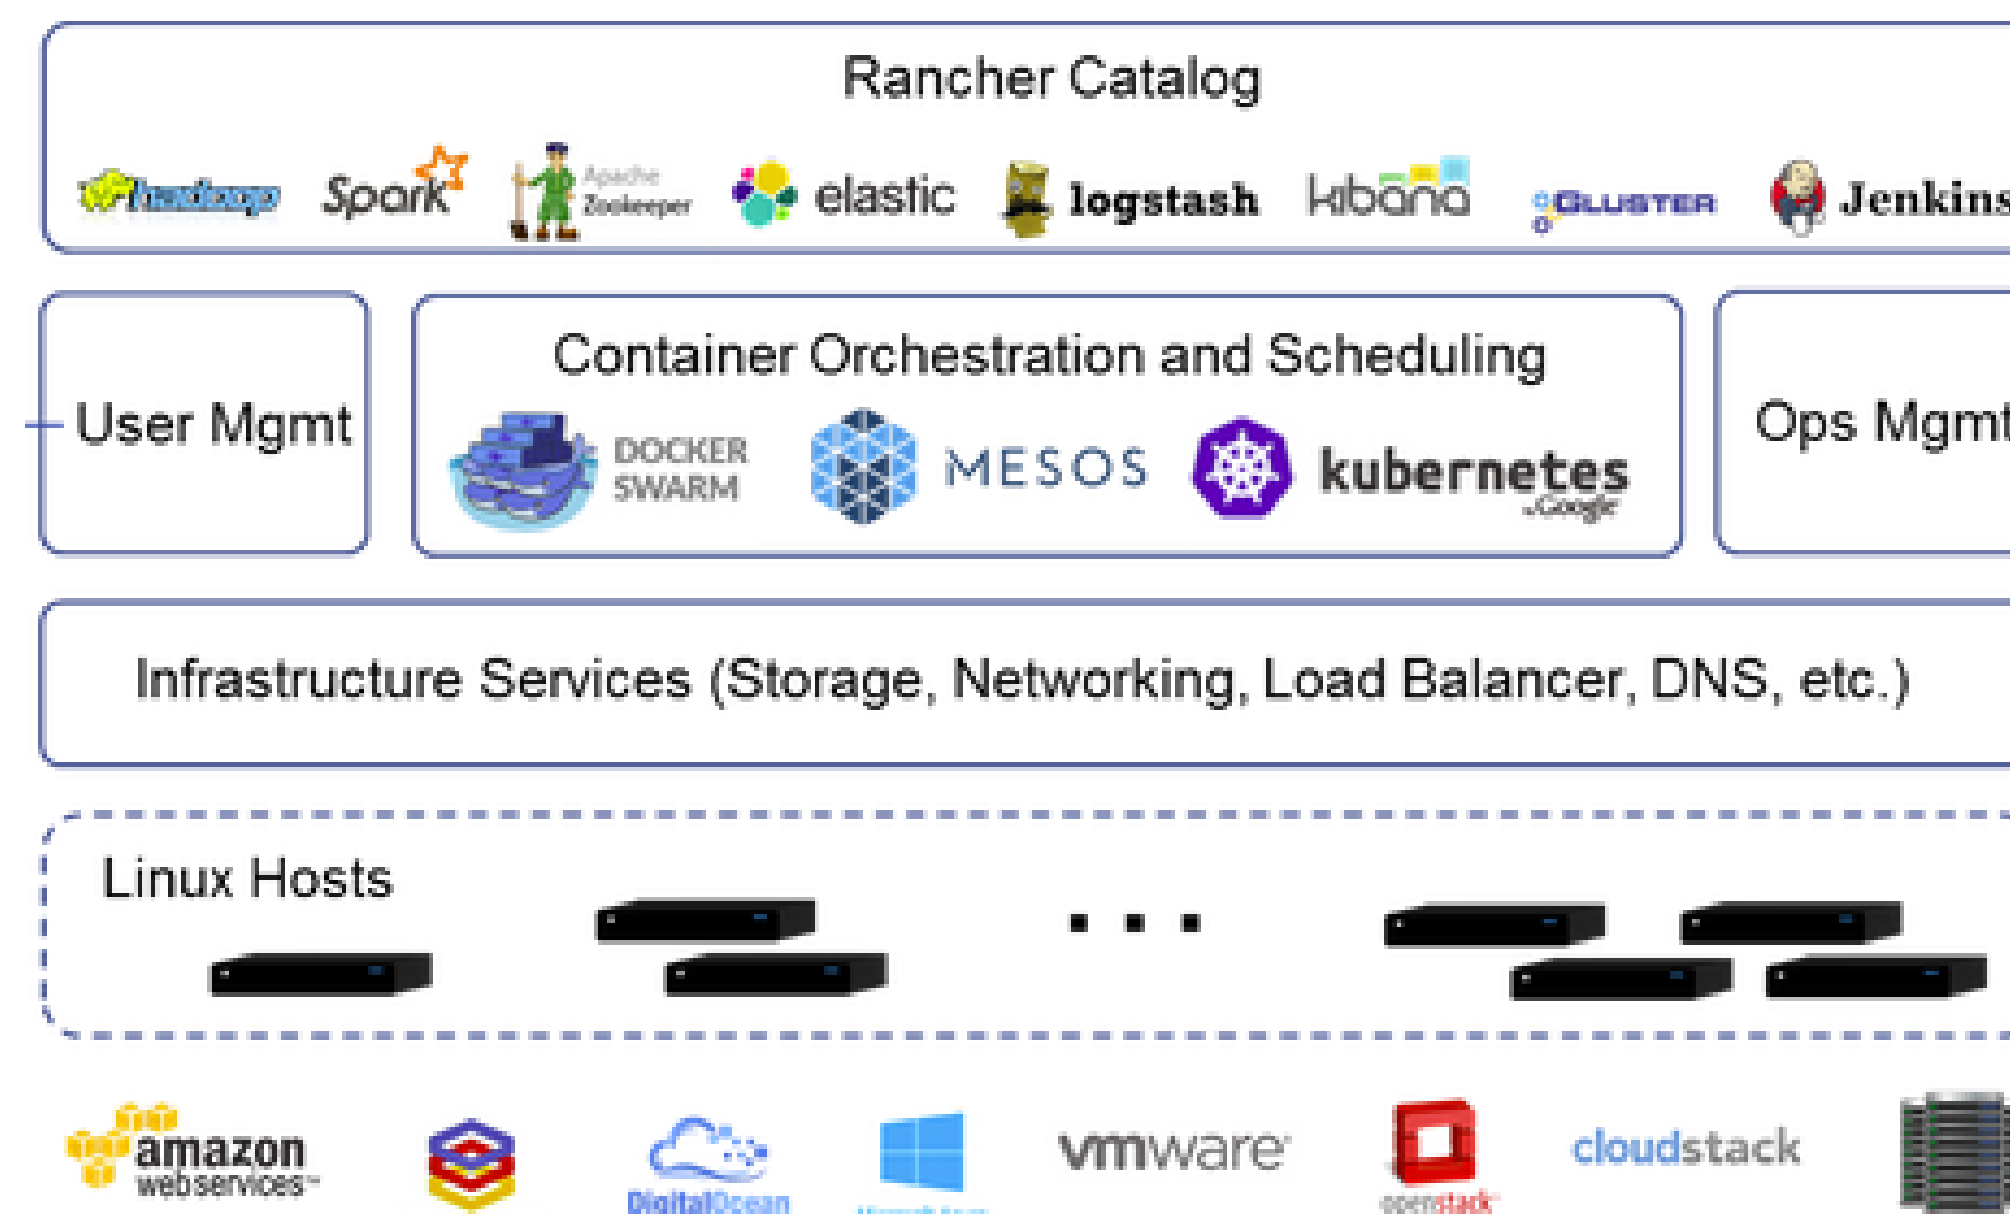 Rancher Catalog
hadoop
Spark
Apache
Zookeeper
elastic
logstash
kibana
GLUSTER
Jenkins
User Mgmt
Container Orchestration and Scheduling
DOCKER
SWARM
MESOS
kubernetes
Google
Ops Mgmt
Infrastructure Services (Storage, Networking, Load Balancer, DNS, etc.)
Linux Hosts
amazon
webservices™
DigitalOcean
vmware
openstack
cloudstack